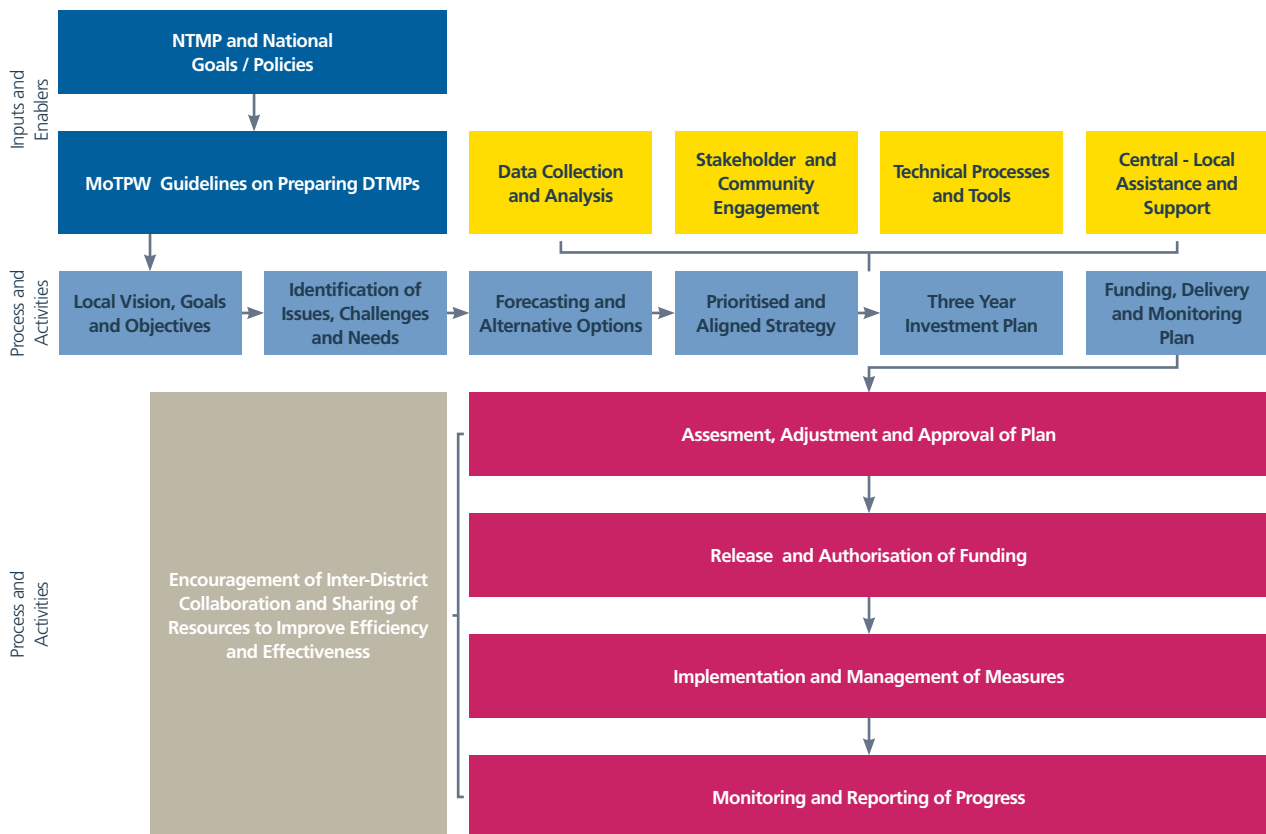 Inputs and
Enablers
NTMP and National
Goals / Policies
MoTPW Guidelines on Preparing DTMPs
Data Collection
and Analysis
Stakeholder and
Community
Engagement
Technical Processes
and Tools
Central - Local
Assistance and
Support
Process and
Activities
Local Vision, Goals
and Objectives
Identification of
Issues, Challenges
and Needs
Forecasting and
Alternative Options
Prioritised and
Aligned Strategy
Three Year
Investment Plan
Funding, Delivery
and Monitoring
Plan
Process and
Activities
Encouragement of Inter-District
Collaboration and Sharing of
Resources to Improve Efficiency
and Effectiveness
Assesment, Adjustment and Approval of Plan
Release and Authorisation of Funding
Implementation and Management of Measures
Monitoring and Reporting of Progress